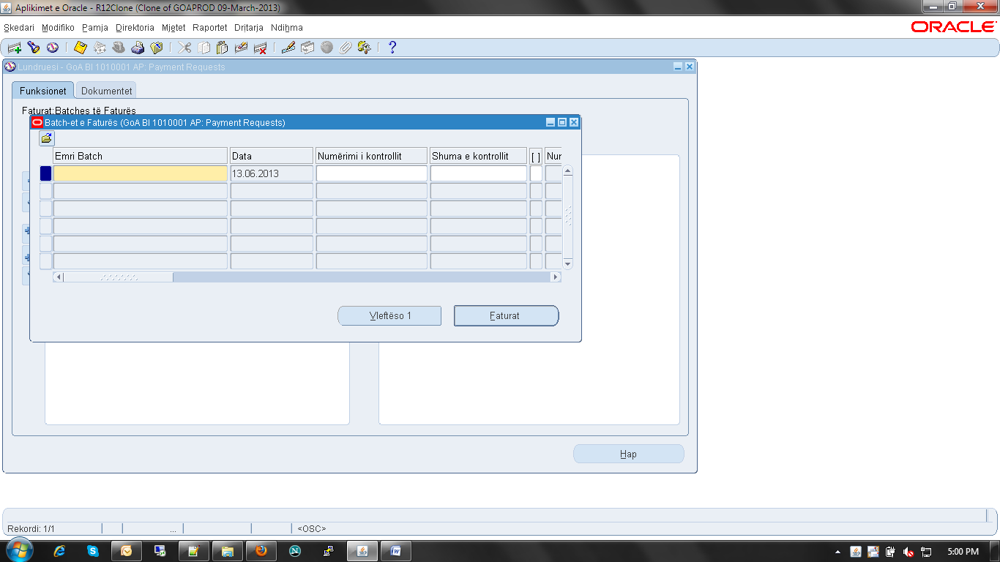 Aplikimet e Oracle - R12Clone (Clone of GOAPROD 09-March-2013)
Skedari Modifiko Pamja Direktoria Mjetet Raportet Dritarja Ndihma
ORACLE
Lundruesi - GoA BI 1010001 AP: Payment Requests
Funksionet Dokumentet
Faturat:Batches të Faturës
Batch-et e Faturës (GoA BI 1010001 AP: Payment Requests)
Emri Batch Data Numërimi i kontrollit Shuma e kontrollit [ ] Nur
13.06.2013
Vleftëso 1 Faturat
Hap
Rekordi: 1/1 ... <OSC>
5:00 PM